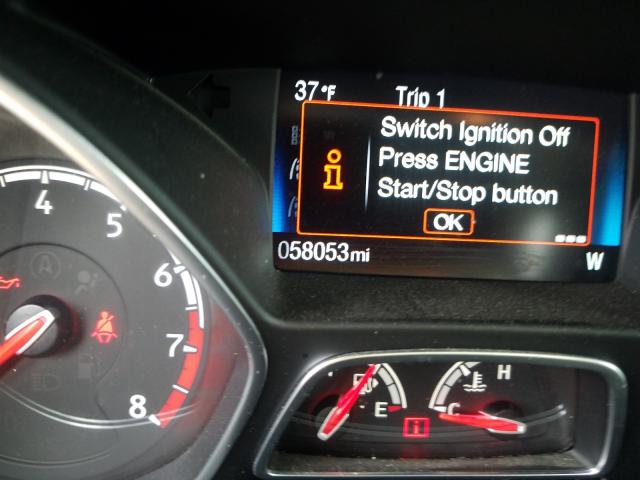 37°F
Trip 1
Switch Ignition Off
Press ENGINE
Start/Stop button
OK
058053mi
W
4
5
6
7
8
E
C
H